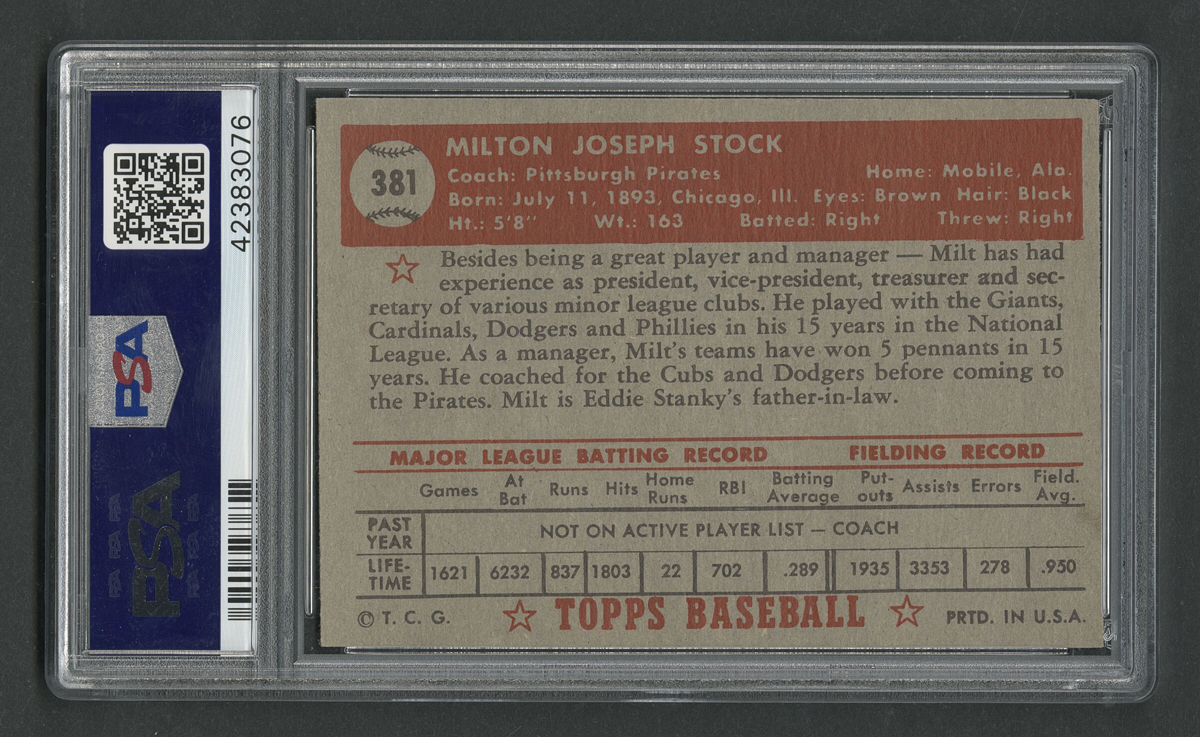 42383076
PSA
PSA
381
MILTON JOSEPH STOCK
Coach: Pittsburgh Pirates Home: Mobile, Ala.
Born: July 11, 1893, Chicago, Ill. Eyes: Brown Hair: Black
Ht.: 5'8" Wt.: 163 Batted: Right Threw: Right
Besides being a great player and manager — Milt has had
experience as president, vice-president, treasurer and sec-
retary of various minor league clubs. He played with the Giants,
Cardinals, Dodgers and Phillies in his 15 years in the National
League. As a manager, Milt's teams have won 5 pennants in 15
years. He coached for the Cubs and Dodgers before coming to
the Pirates. Milt is Eddie Stanky's father-in-law.
MAJOR LEAGUE BATTING RECORD FIELDING RECORD
Games At Bat Runs Hits Home Runs RBI Batting Average Put-outs Assists Errors Field. Avg.
PAST YEAR NOT ON ACTIVE PLAYER LIST — COACH
LIFE-TIME 1621 6232 837 1803 22 702 .289 1935 3353 278 .950
© T. C. G. TOPPS BASEBALL PRTD. IN U.S.A.